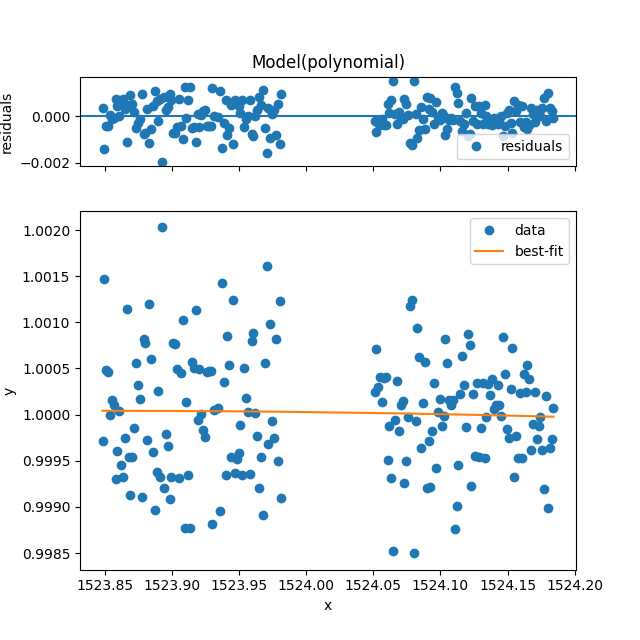 Model(polynomial)
residuals
0.000
−0.002
residuals
y
1.0020
1.0015
1.0010
1.0005
1.0000
0.9995
0.9990
0.9985
data
best-fit
1523.85 1523.90 1523.95 1524.00 1524.05 1524.10 1524.15 1524.20
x